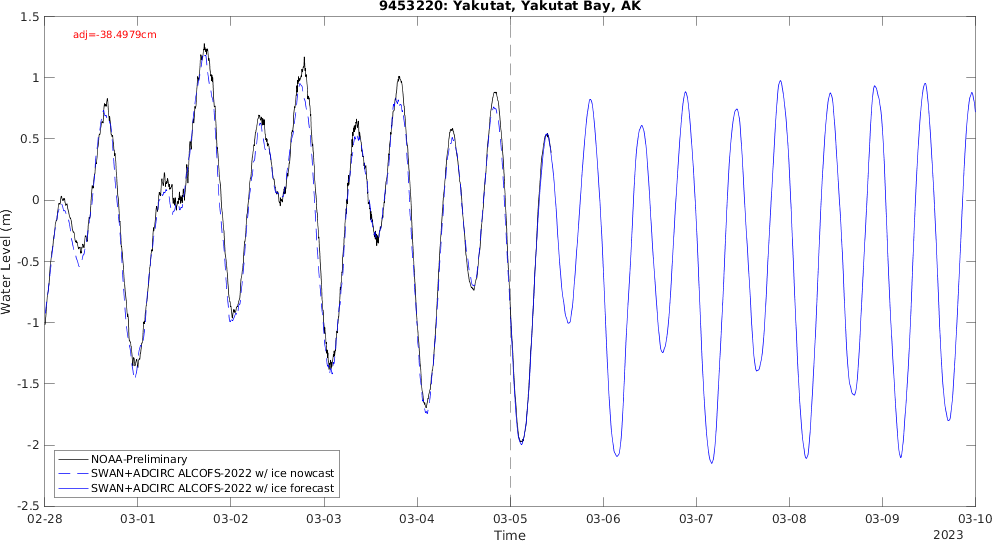 9453220: Yakutat, Yakutat Bay, AK
adj=-38.4979cm
Water Level (m)
1.5
1
0.5
0
-0.5
-1
-1.5
-2
-2.5
NOAA-Preliminary
SWAN+ADCIRC ALCOFS-2022 w/ ice nowcast
SWAN+ADCIRC ALCOFS-2022 w/ ice forecast
02-28 03-01 03-02 03-03 03-04 03-05 03-06 03-07 03-08 03-09 03-10
Time
2023